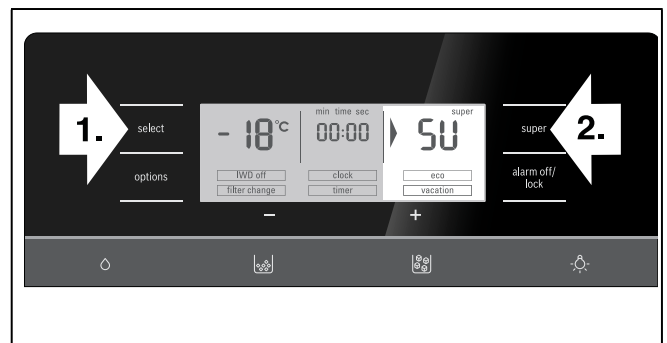 min time sec
super
1.
select
- 18°C
00:00
SU
super
2.
options
IWD off
clock
eco
alarm off/
lock
filter change
timer
vacation
−
+